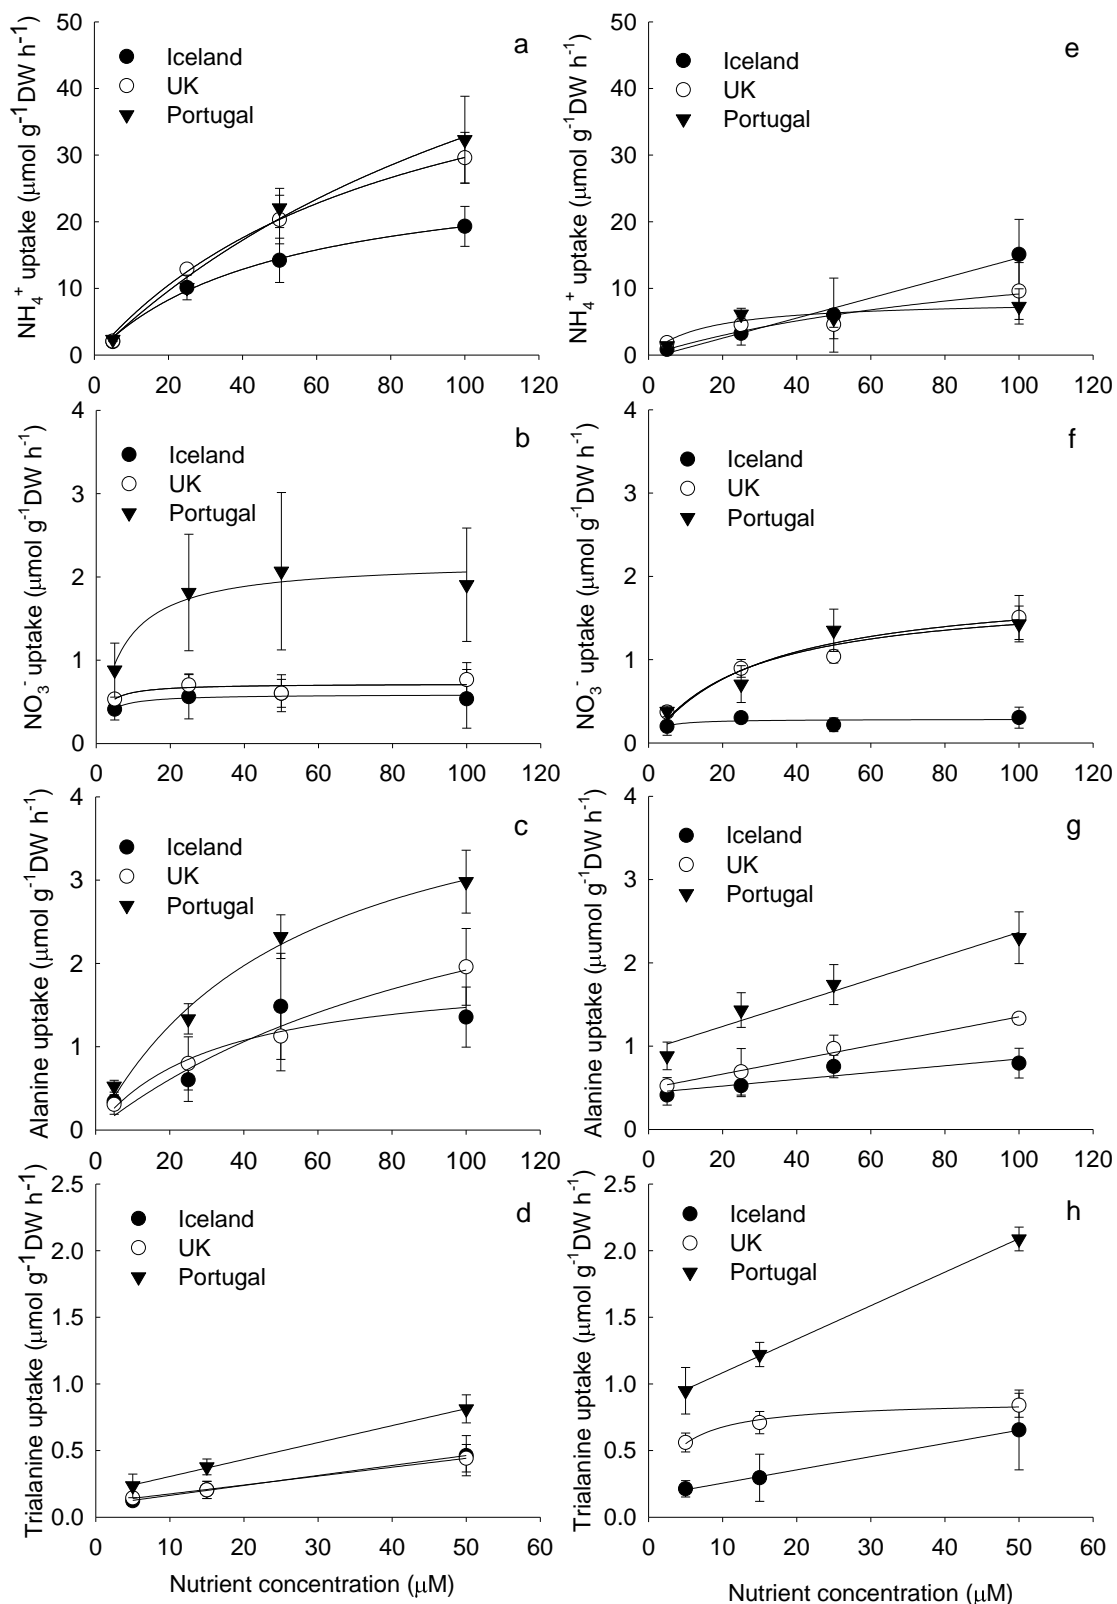 a
NH₄⁺ uptake (μmol g⁻¹DW h⁻¹)
50
40
30
20
10
0
Iceland
UK
Portugal
0 20 40 60 80 100 120
e
NH₄⁺ uptake (μmol g⁻¹DW h⁻¹)
50
40
30
20
10
0
Iceland
UK
Portugal
0 20 40 60 80 100 120
b
NO₃⁻ uptake (μmol g⁻¹DW h⁻¹)
4
3
2
1
0
Iceland
UK
Portugal
0 20 40 60 80 100 120
f
NO₃⁻ uptake (μmol g⁻¹DW h⁻¹)
4
3
2
1
0
Iceland
UK
Portugal
0 20 40 60 80 100 120
c
Alanine uptake (μmol g⁻¹DW h⁻¹)
4
3
2
1
0
Iceland
UK
Portugal
0 20 40 60 80 100 120
g
Alanine uptake (μumol g⁻¹DW h⁻¹)
4
3
2
1
0
Iceland
UK
Portugal
0 20 40 60 80 100 120
d
Trialanine uptake (μmol g⁻¹DW h⁻¹)
2.5
2.0
1.5
1.0
0.5
0.0
Iceland
UK
Portugal
0 10 20 30 40 50 60
Nutrient concentration (μM)
h
Trialanine uptake (μmol g⁻¹DW h⁻¹)
2.5
2.0
1.5
1.0
0.5
0.0
Iceland
UK
Portugal
0 10 20 30 40 50 60
Nutrient concentration (μM)